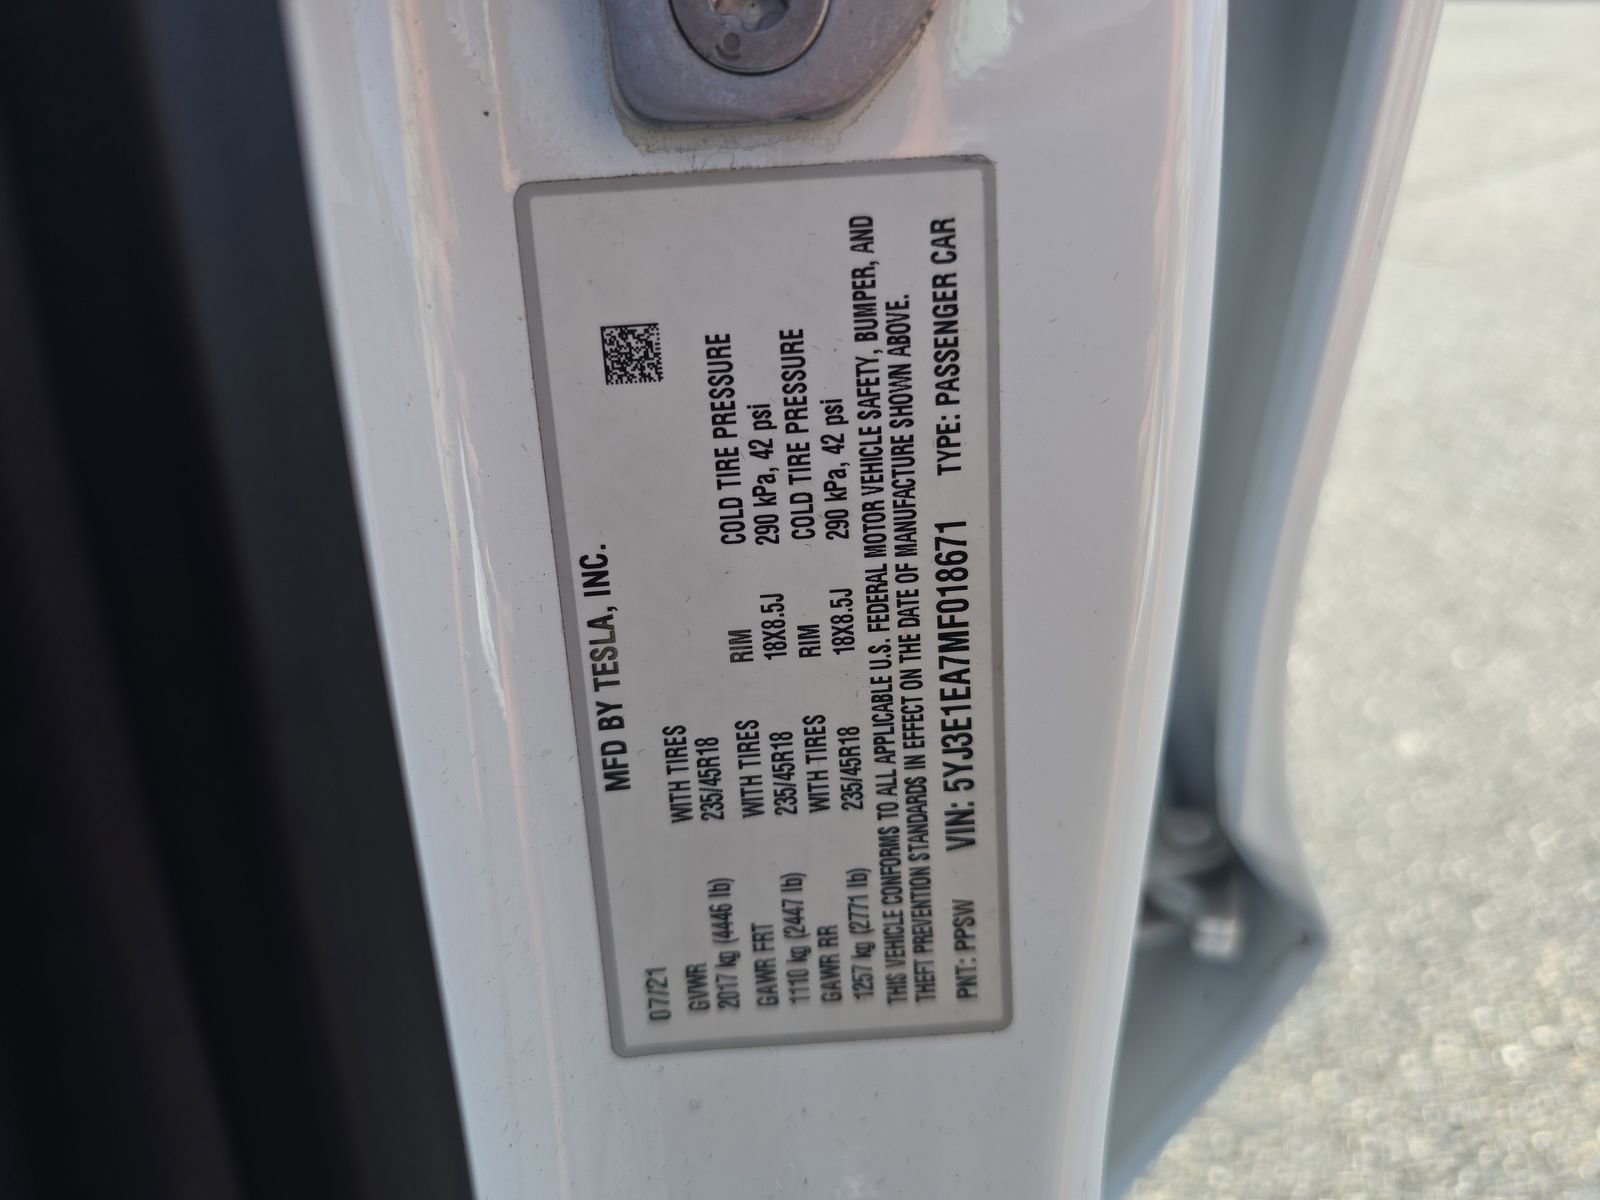 MFD BY TESLA, INC.
07/21
GVWR WITH TIRES
2017 kg (4446 lb) 235/45R18
GAWR FRT WITH TIRES RIM COLD TIRE PRESSURE
1110 kg (2447 lb) 235/45R18 18X8.5J 290 kPa, 42 psi
GAWR RR WITH TIRES RIM COLD TIRE PRESSURE
1257 kg (2771 lb) 235/45R18 18X8.5J 290 kPa, 42 psi
THIS VEHICLE CONFORMS TO ALL APPLICABLE U.S. FEDERAL MOTOR VEHICLE SAFETY, BUMPER, AND
THEFT PREVENTION STANDARDS IN EFFECT ON THE DATE OF MANUFACTURE SHOWN ABOVE.
PNT: PPSW VIN: 5YJ3E1EA7MF018671 TYPE: PASSENGER CAR